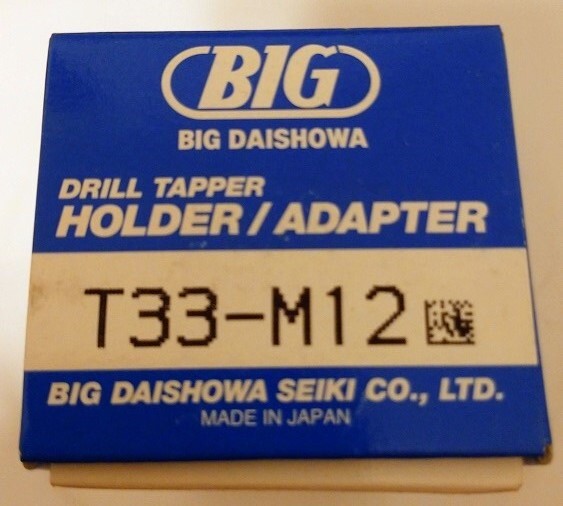 BIG
BIG DAISHOWA
DRILL TAPPER
HOLDER/ADAPTER
T33-M12
BIG DAISHOWA SEIKI CO., LTD.
MADE IN JAPAN